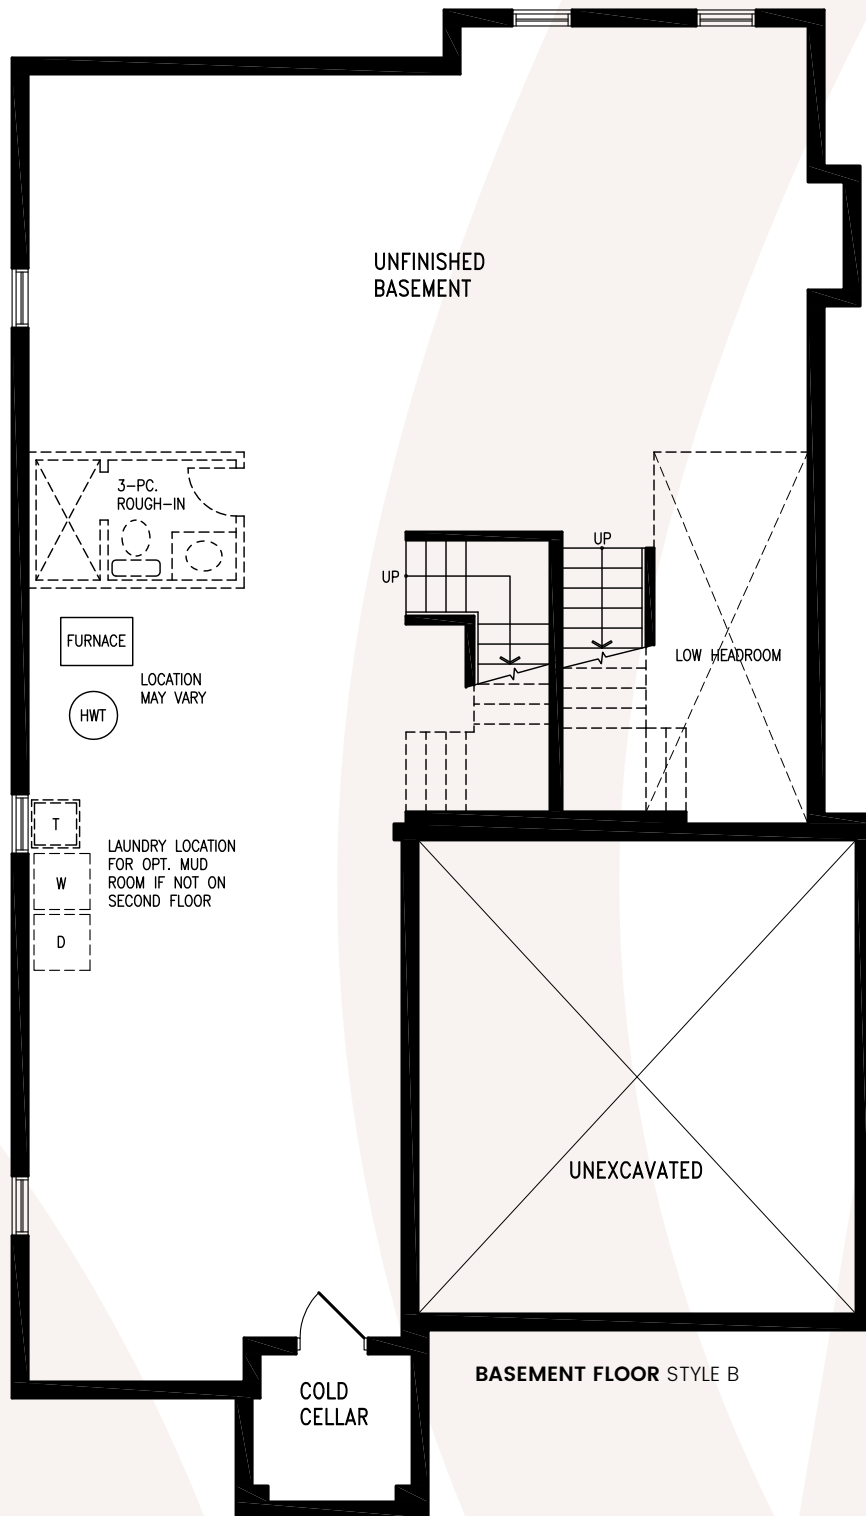 UNFINISHED
BASEMENT
3-PC.
ROUGH-IN
UP
UP
FURNACE
LOW HEADROOM
LOCATION
MAY VARY
HWT
T
LAUNDRY LOCATION
FOR OPT. MUD
ROOM IF NOT ON
SECOND FLOOR
W
D
UNEXCAVATED
BASEMENT FLOOR STYLE B
COLD
CELLAR